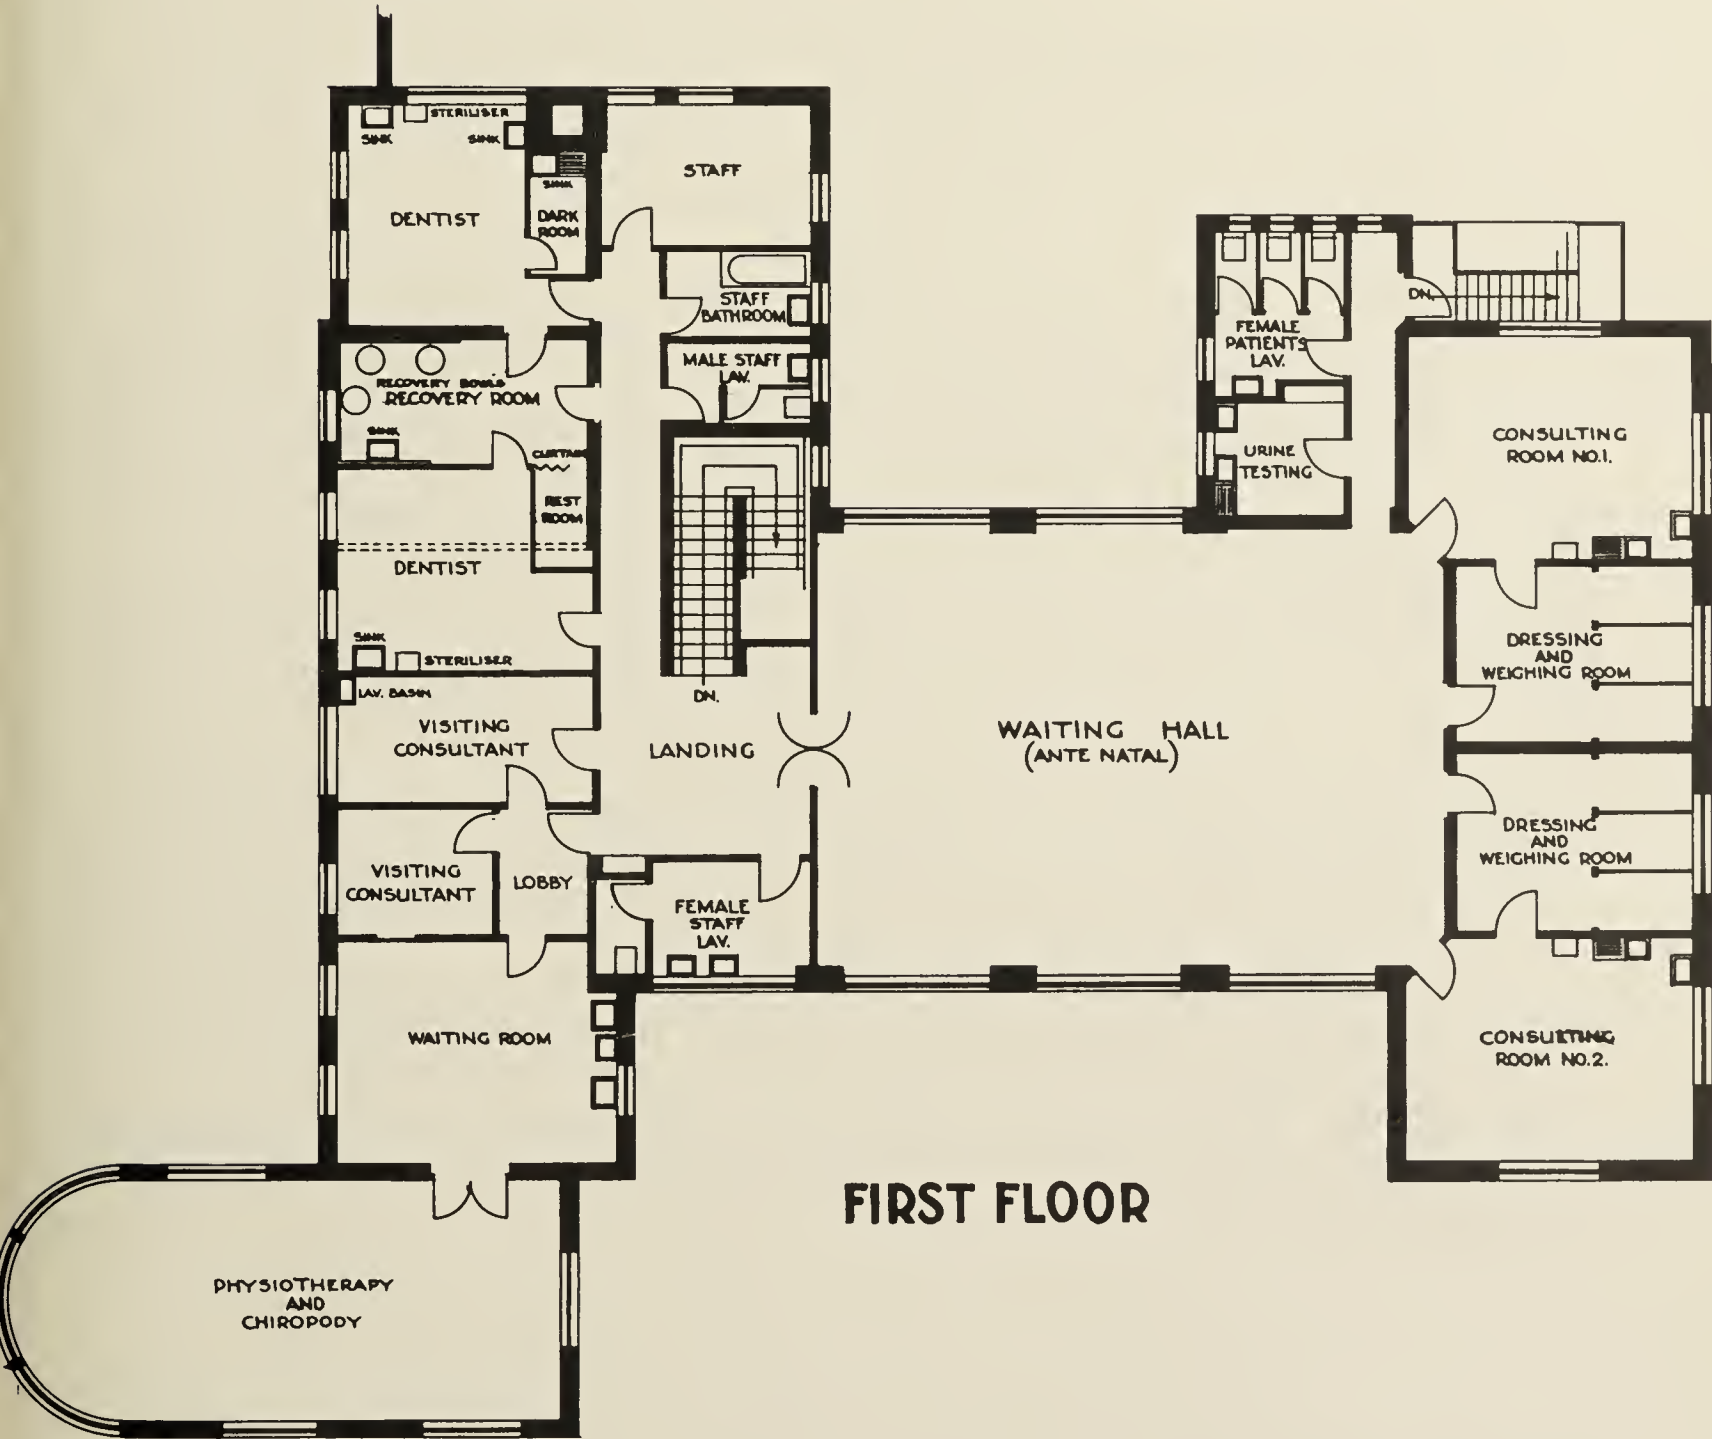 STERILISER
SINK
SINK
STAFF
SINK
DENTIST
DARK
ROOM
STAFF
BATHROOM
MALE STAFF
LAV.
RECOVERY BOWLS
RECOVERY ROOM
SINK
CURTAIN
REST
ROOM
DENTIST
SINK
STERILISER
LAV. BASIN
VISITING
CONSULTANT
DN.
LANDING
VISITING
CONSULTANT
LOBBY
FEMALE
STAFF
LAV.
WAITING ROOM
PHYSIOTHERAPY
AND
CHIROPODY
WAITING HALL
(ANTE NATAL)
DN.
FEMALE
PATIENTS
LAV.
URINE
TESTING
CONSULTING
ROOM NO.1.
DRESSING
AND
WEIGHING ROOM
DRESSING
AND
WEIGHING ROOM
CONSULTING
ROOM NO.2.
FIRST FLOOR